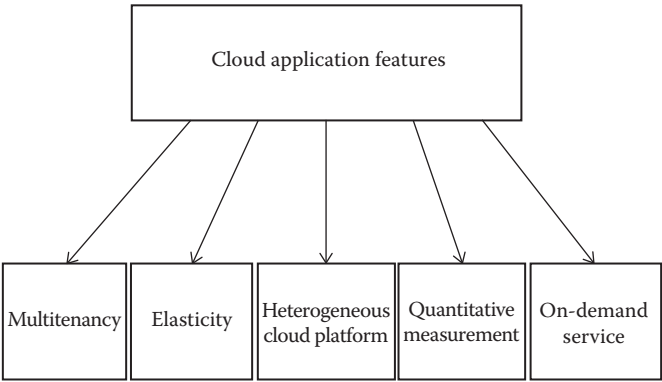 Cloud application features
Multitenancy
Elasticity
Heterogeneous
cloud platform
Quantitative
measurement
On-demand
service